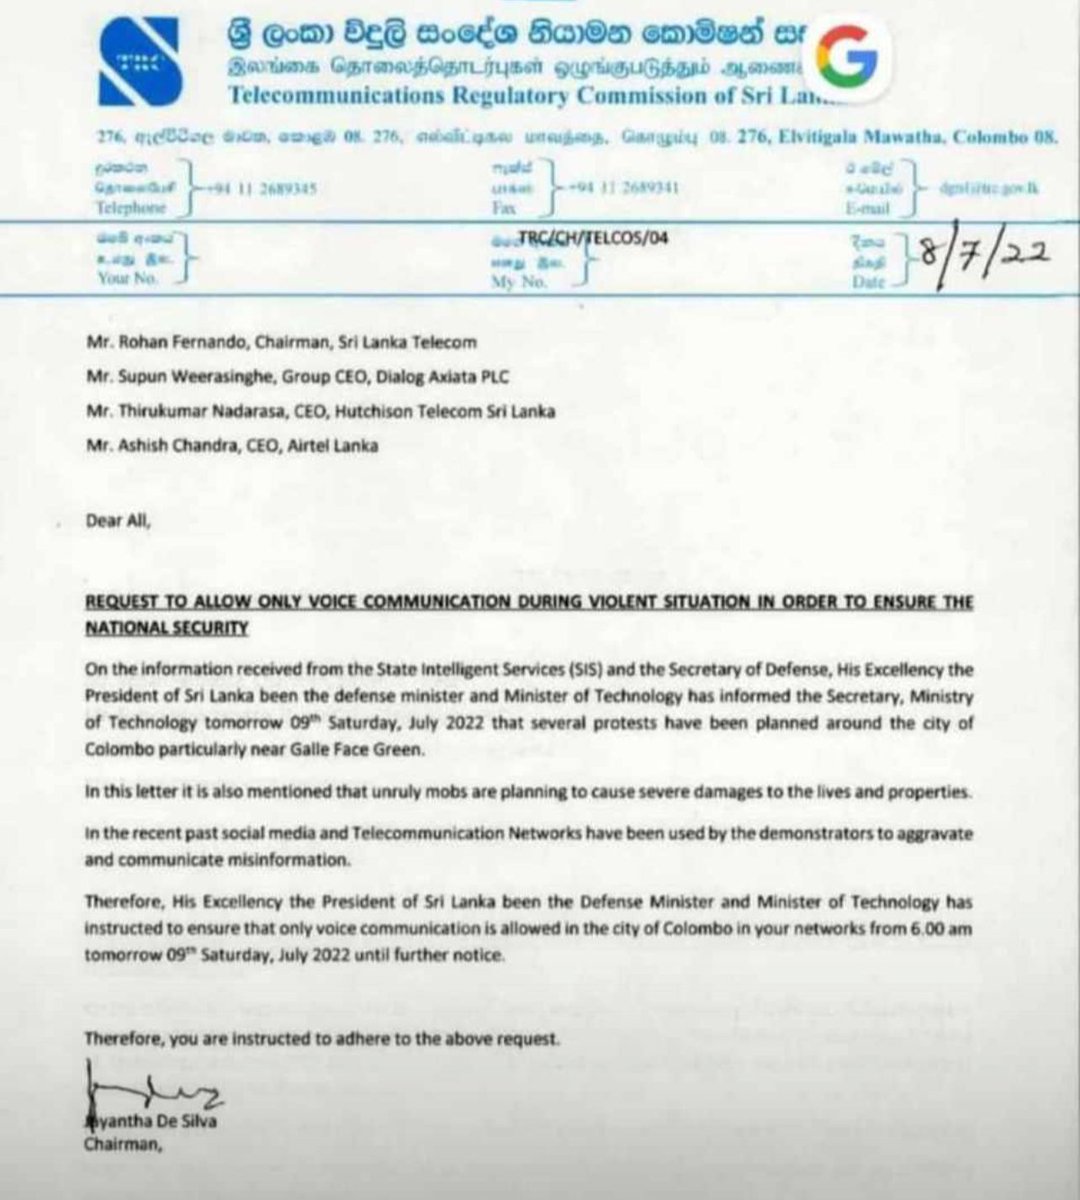 ශ්‍රී ලංකා විදුලි සංදේශ නියාමන කොමිෂන්
TRC
G
இலங்கை தொலைத்தொடர்புகள் ஒழுங்குபடுத்தும்
Telecommunications Regulatory Commission of Sri
276, ඇල්විටිගල මාවත, කොළඹ 08. 276, எல்விட்டிகல மாவத்தை, கொழும்பு 08. 276, Elvitigala Mawatha, Colombo 08.
දුරකථන
தொலைபேசி +94 11 2689345
Telephone
ෆැක්ස්
+94 11 2689341
Fax
dgtsl@trc.gov.lk
E-mail
ඔබේ අංකය
உமது இல.
Your No.
TRC/CH/TELCOS/04
எனது இல.
My No.
දිනය
திகதி
Date
8/7/22
Mr. Rohan Fernando, Chairman, Sri Lanka Telecom
Mr. Supun Weerasinghe, Group CEO, Dialog Axiata PLC
Mr. Thirukumar Nadarasa, CEO, Hutchison Telecom Sri Lanka
Mr. Ashish Chandra, CEO, Airtel Lanka
Dear All,
REQUEST TO ALLOW ONLY VOICE COMMUNICATION DURING VIOLENT SITUATION IN ORDER TO ENSURE THE
NATIONAL SECURITY
On the information received from the State Intelligent Services (SIS) and the Secretary of Defense, His Excellency the
President of Sri Lanka been the defense minister and Minister of Technology has informed the Secretary, Ministry
of Technology tomorrow 09th Saturday, July 2022 that several protests have been planned around the city of
Colombo particularly near Galle Face Green.
In this letter it is also mentioned that unruly mobs are planning to cause severe damages to the lives and properties.
In the recent past social media and Telecommunication Networks have been used by the demonstrators to aggravate
and communicate misinformation.
Therefore, His Excellency the President of Sri Lanka been the Defense Minister and Minister of Technology has
instructed to ensure that only voice communication is allowed in the city of Colombo in your networks from 6.00 am
tomorrow 09th Saturday, July 2022 until further notice.
Therefore, you are instructed to adhere to the above request.
De Silva
Chairman,